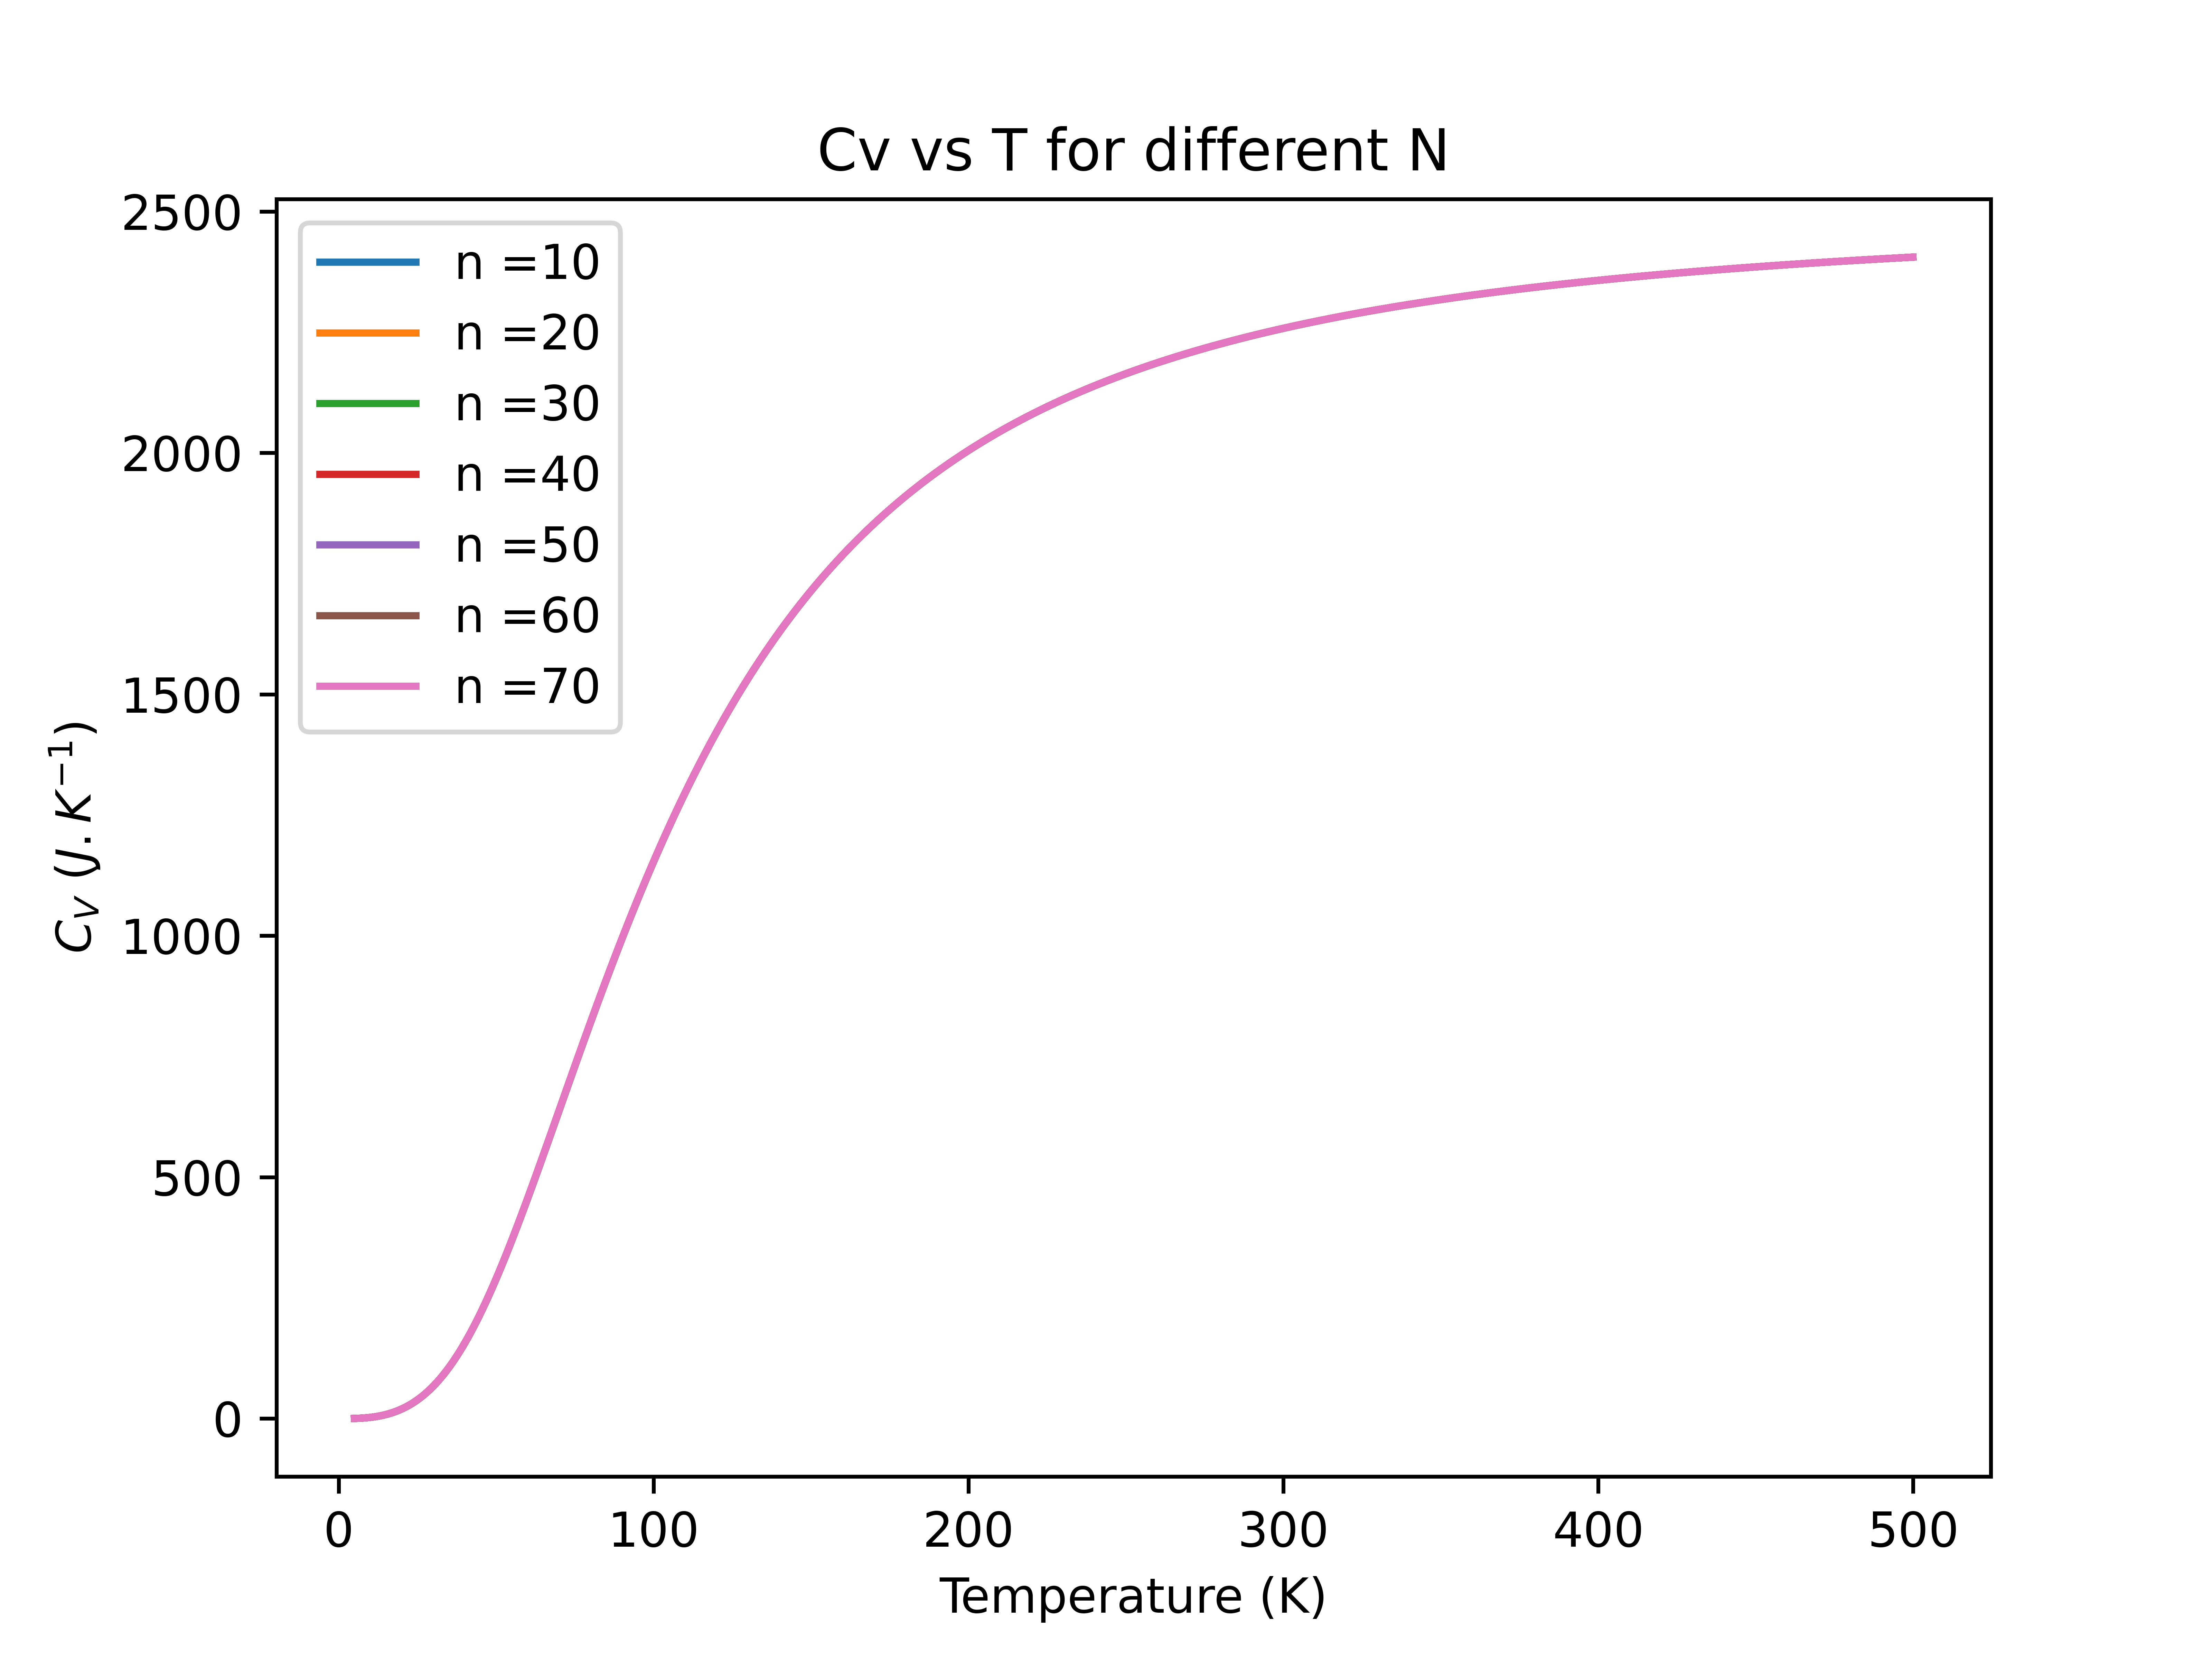 Cv vs T for different N
2500
2000
1500
1000
500
0
$C_V$ $(J.K^{-1})$
n =10
n =20
n =30
n =40
n =50
n =60
n =70
0 100 200 300 400 500
Temperature (K)